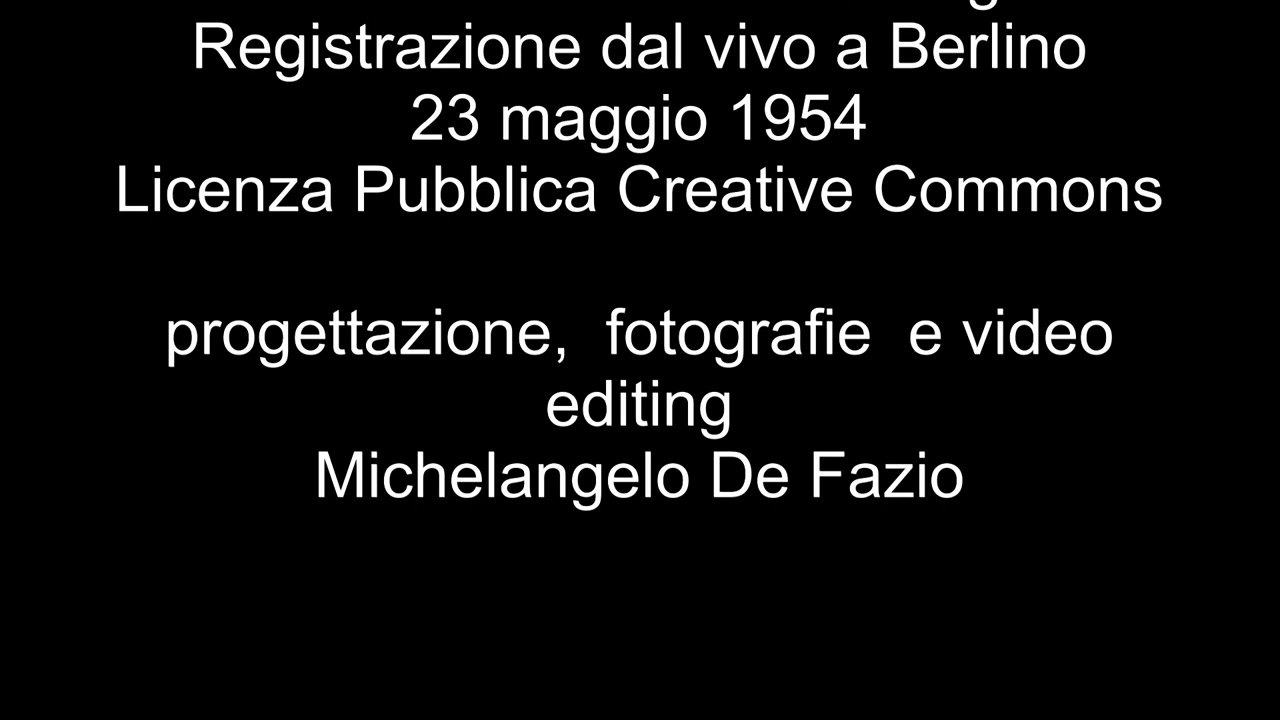 Registrazione dal vivo a Berlino
23 maggio 1954
Licenza Pubblica Creative Commons
progettazione,  fotografie  e video
editing
Michelangelo De Fazio